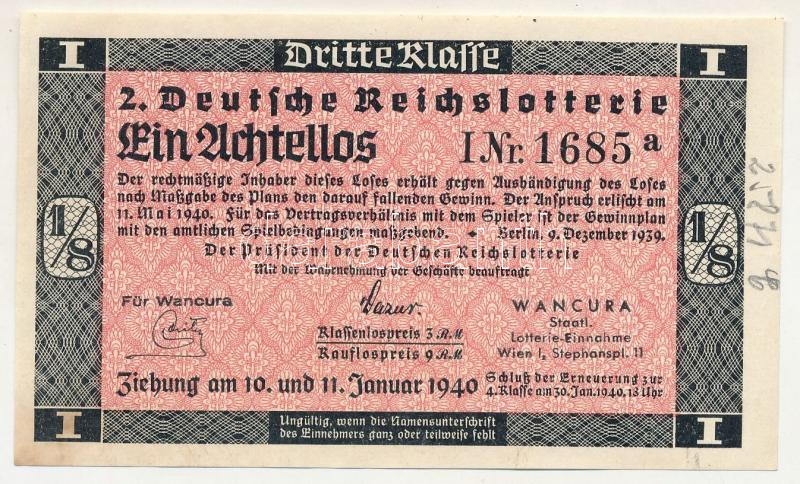 I Dritte Klasse I
2. Deutsche Reichslotterie
Ein Achtellos I Nr. 1685 a
Der rechtmäßige Inhaber dieses Loses erhält gegen Aushändigung des Loses
nach Maßgabe des Plans den darauf fallenden Gewinn. Der Anspruch erlischt am
11. Mai 1940. Für das Vertragsverhältnis mit dem Spieler ist der Gewinnplan
mit den amtlichen Spielbedingungen maßgebend. ✦ Berlin, 9. Dezember 1939.
1/8 1/8
Der Präsident der Deutschen Reichslotterie
Mit der Wahrnehmung der Geschäfte beauftragt
Für Wancura
Klassenlospreis 3 RM
Kauflospreis 9 RM
WANCURA
Staatl.
Lotterie-Einnahme
Wien I, Stephanspl. 11
Ziehung am 10. und 11. Januar 1940
Schluß der Erneuerung zur
4. Klasse am 30. Jan. 1940, 18 Uhr
I I
Ungültig, wenn die Namensunterschrift
des Einnehmers ganz oder teilweise fehlt